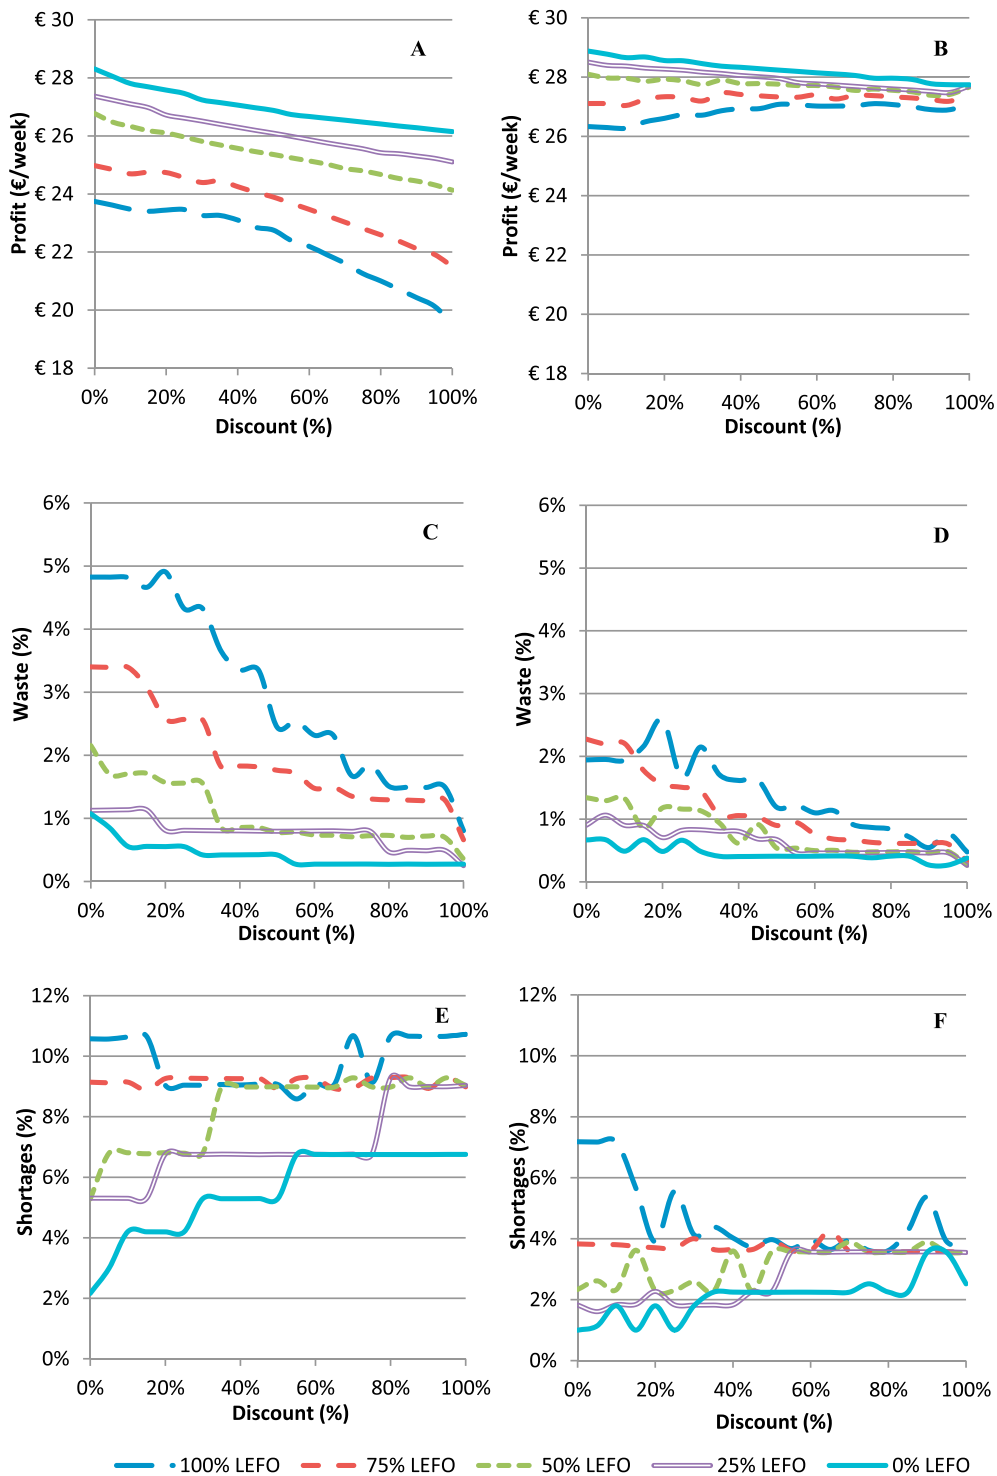 A
€ 30
€ 28
€ 26
€ 24
€ 22
€ 20
€ 18
Profit (€/week)
0% 20% 40% 60% 80% 100%
Discount (%)
B
€ 30
€ 28
€ 26
€ 24
€ 22
€ 20
€ 18
Profit (€/week)
0% 20% 40% 60% 80% 100%
Discount (%)
C
6%
5%
4%
3%
2%
1%
0%
Waste (%)
0% 20% 40% 60% 80% 100%
Discount (%)
D
6%
5%
4%
3%
2%
1%
0%
Waste (%)
0% 20% 40% 60% 80% 100%
Discount (%)
E
12%
10%
8%
6%
4%
2%
0%
Shortages (%)
0% 20% 40% 60% 80% 100%
Discount (%)
F
12%
10%
8%
6%
4%
2%
0%
Shortages (%)
0% 20% 40% 60% 80% 100%
Discount (%)
100% LEFO 75% LEFO 50% LEFO 25% LEFO 0% LEFO